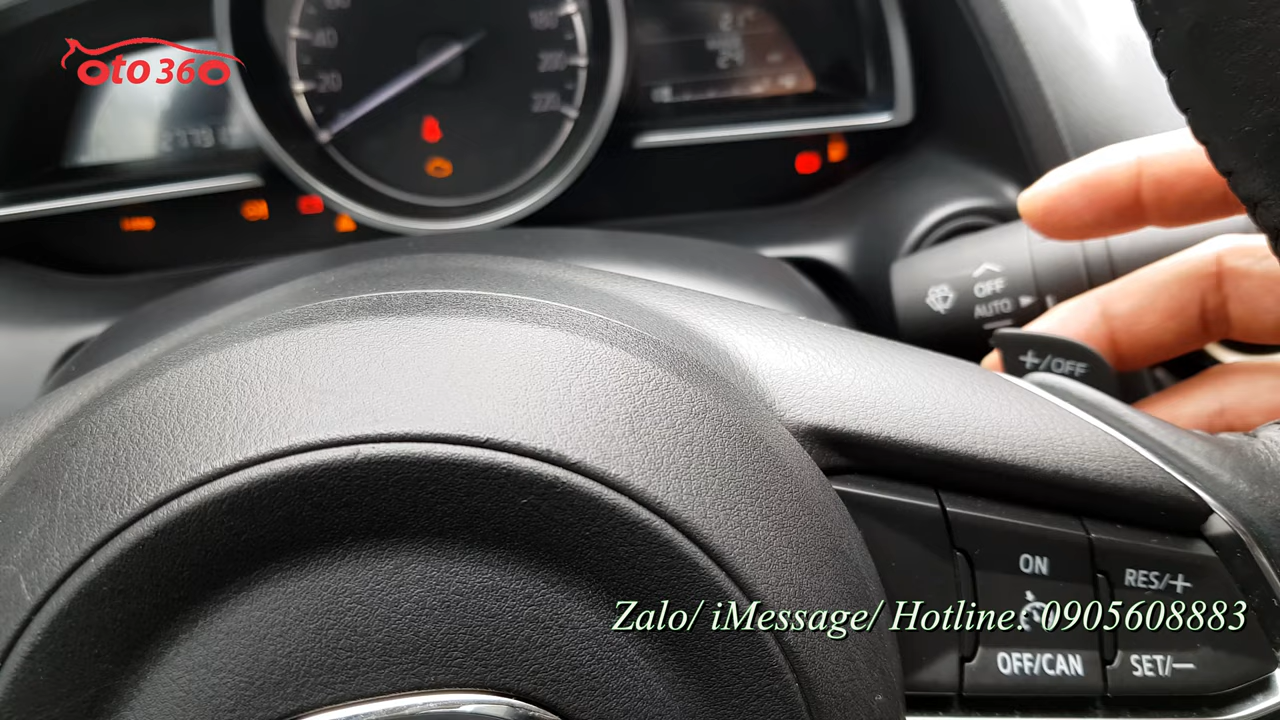 oto360
40
20
180
200
220
OFF
AUTO
+/OFF
ON
OFF/CAN
RES/+
SET/—
Zalo/ iMessage/ Hotline: 0905608883